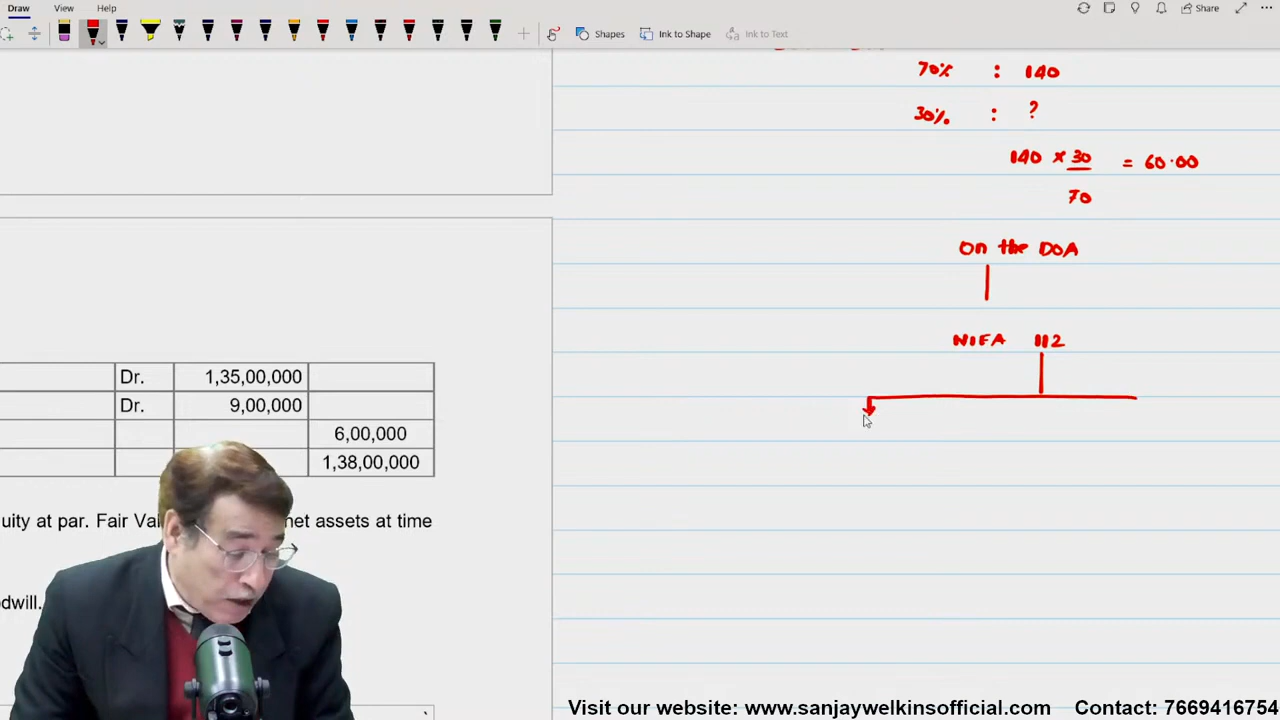 Draw View Help
Share
Shapes Ink to Shape Ink to Text
70% : 140
30% : ?
140 × 30 = 60.00
70
On the DOA
NIFA 112
Dr. 1,35,00,000
Dr. 9,00,000
6,00,000
1,38,00,000
uity at par. Fair Val net assets at time
dwill.
Visit our website: www.sanjaywelkinsofficial.com Contact: 7669416754